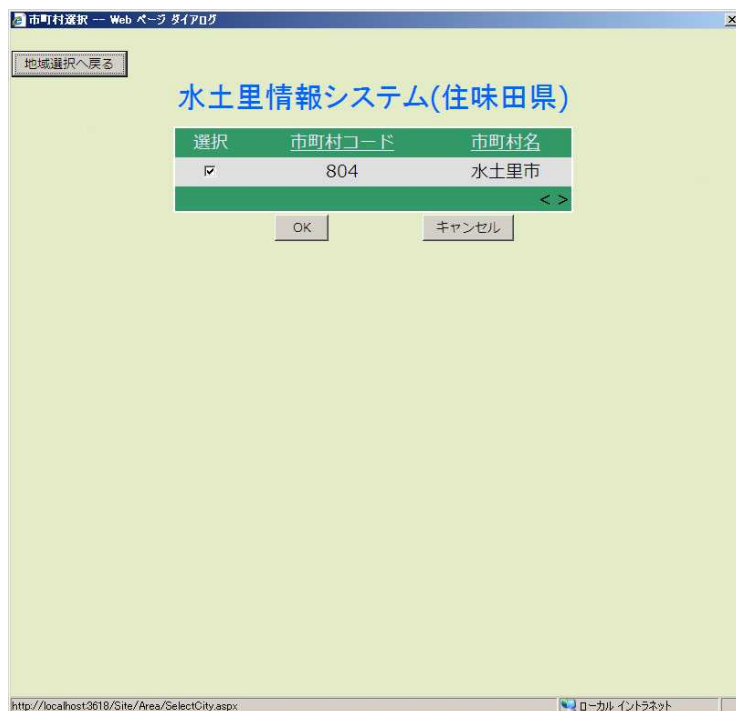 市町村選択 -- Web ページ ダイアログ
地域選択へ戻る
水土里情報システム(住味田県)
選択 市町村コード 市町村名
804 水土里市
< >
OK キャンセル
http://localhost:3618/Site/Area/SelectCity.aspx ローカル イントラネット